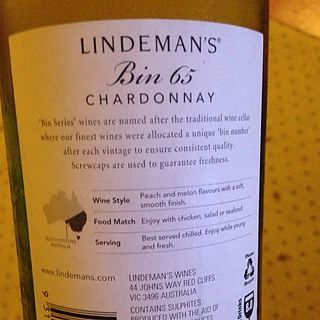 LINDEMAN'S®
Bin 65
CHARDONNAY
'Bin Series' wines are named after the traditional wine cellar
where our finest wines were allocated a unique 'bin number'
after each vintage to ensure consistent quality.
Screwcaps are used to guarantee freshness.
Wine Style Peach and melon flavours with a soft,
smooth finish.
Food Match Enjoy with chicken, salad or seafood.
Serving Best served chilled. Enjoy while young
and fresh.
SOUTH EASTERN
AUSTRALIA
www.lindemans.com
LINDEMAN'S WINES
44 JOHNS WAY RED CLIFFS
VIC 3496 AUSTRALIA
CONTAINS SULPHITES
PRODUCED WITH THE AID OF